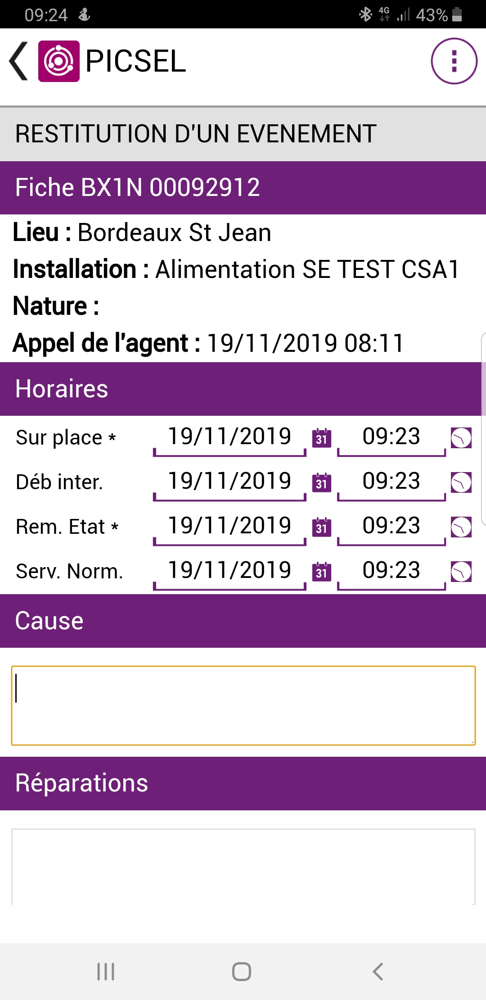 09:24 4G 43%
PICSEL
RESTITUTION D'UN EVENEMENT
Fiche BX1N 00092912
Lieu : Bordeaux St Jean
Installation : Alimentation SE TEST CSA1
Nature :
Appel de l'agent : 19/11/2019 08:11
Horaires
Sur place * 19/11/2019 31 09:23
Déb inter. 19/11/2019 31 09:23
Rem. Etat * 19/11/2019 31 09:23
Serv. Norm. 19/11/2019 31 09:23
Cause
Réparations